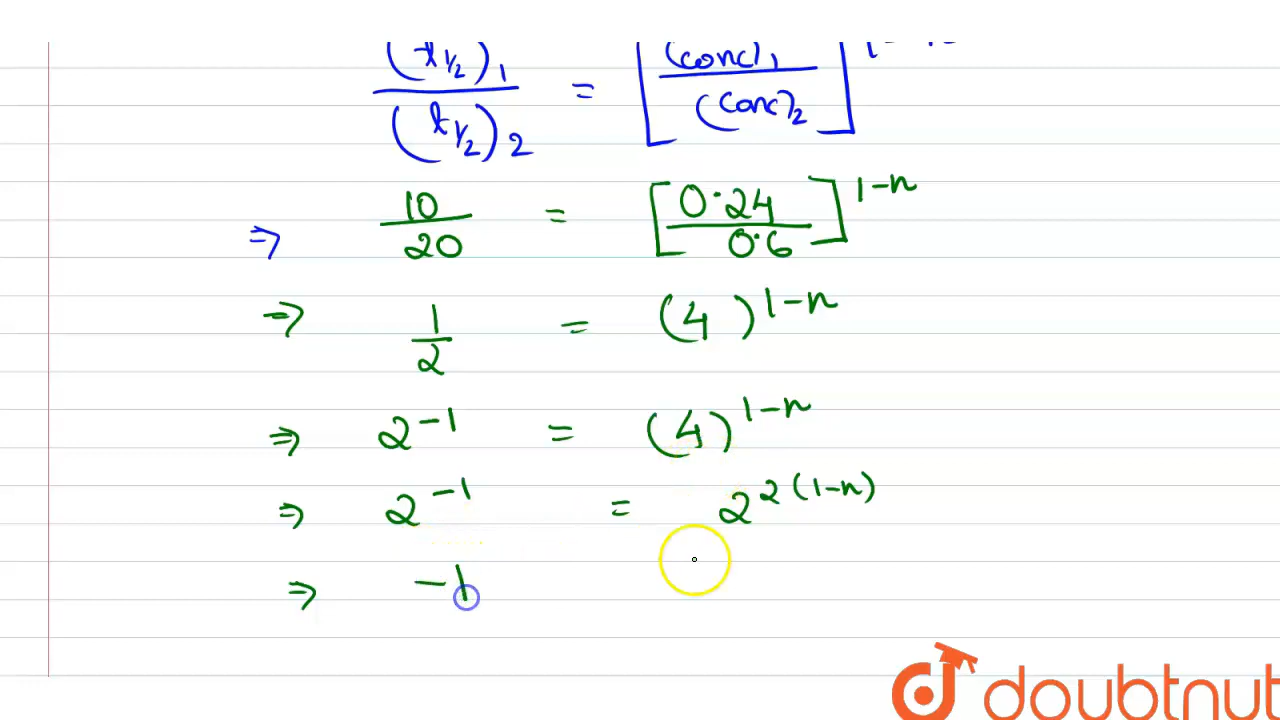 (t1/2)1 / (t1/2)2 = [(conc)1 / (conc)2]^1-n
⇒ 10/20 = [0.24/0.6]^1-n
⇒ 1/2 = (4)^1-n
⇒ 2^-1 = (4)^1-n
⇒ 2^-1 = 2^2(1-n)
⇒ -1
doubtnut